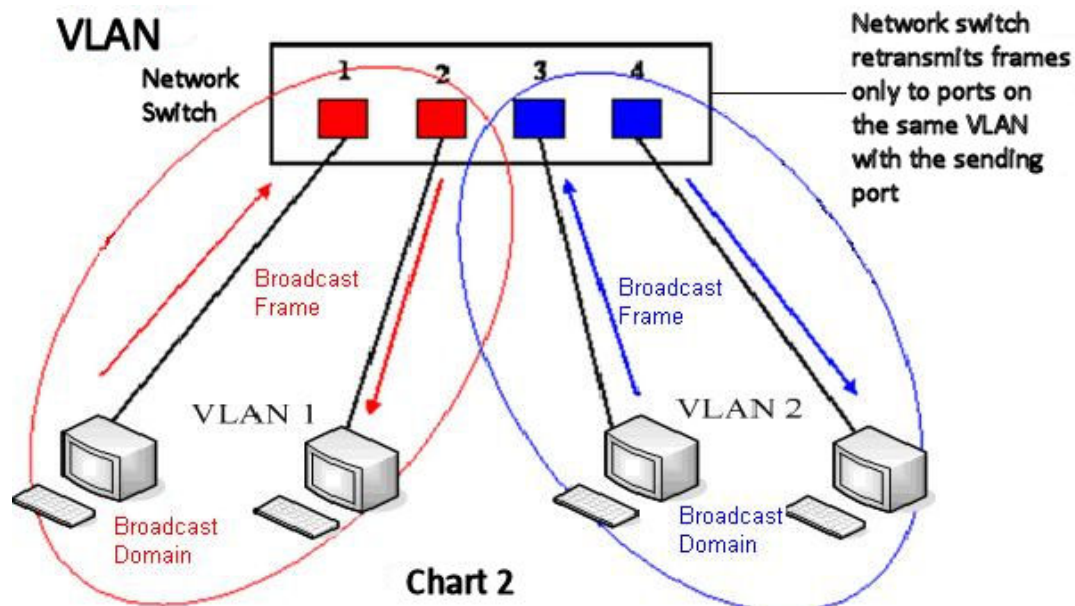 VLAN
Network
Switch
1 2 3 4
Network switch
retransmits frames
only to ports on
the same VLAN
with the sending
port
Broadcast
Frame
Broadcast
Frame
VLAN 1
VLAN 2
Broadcast
Domain
Broadcast
Domain
Chart 2